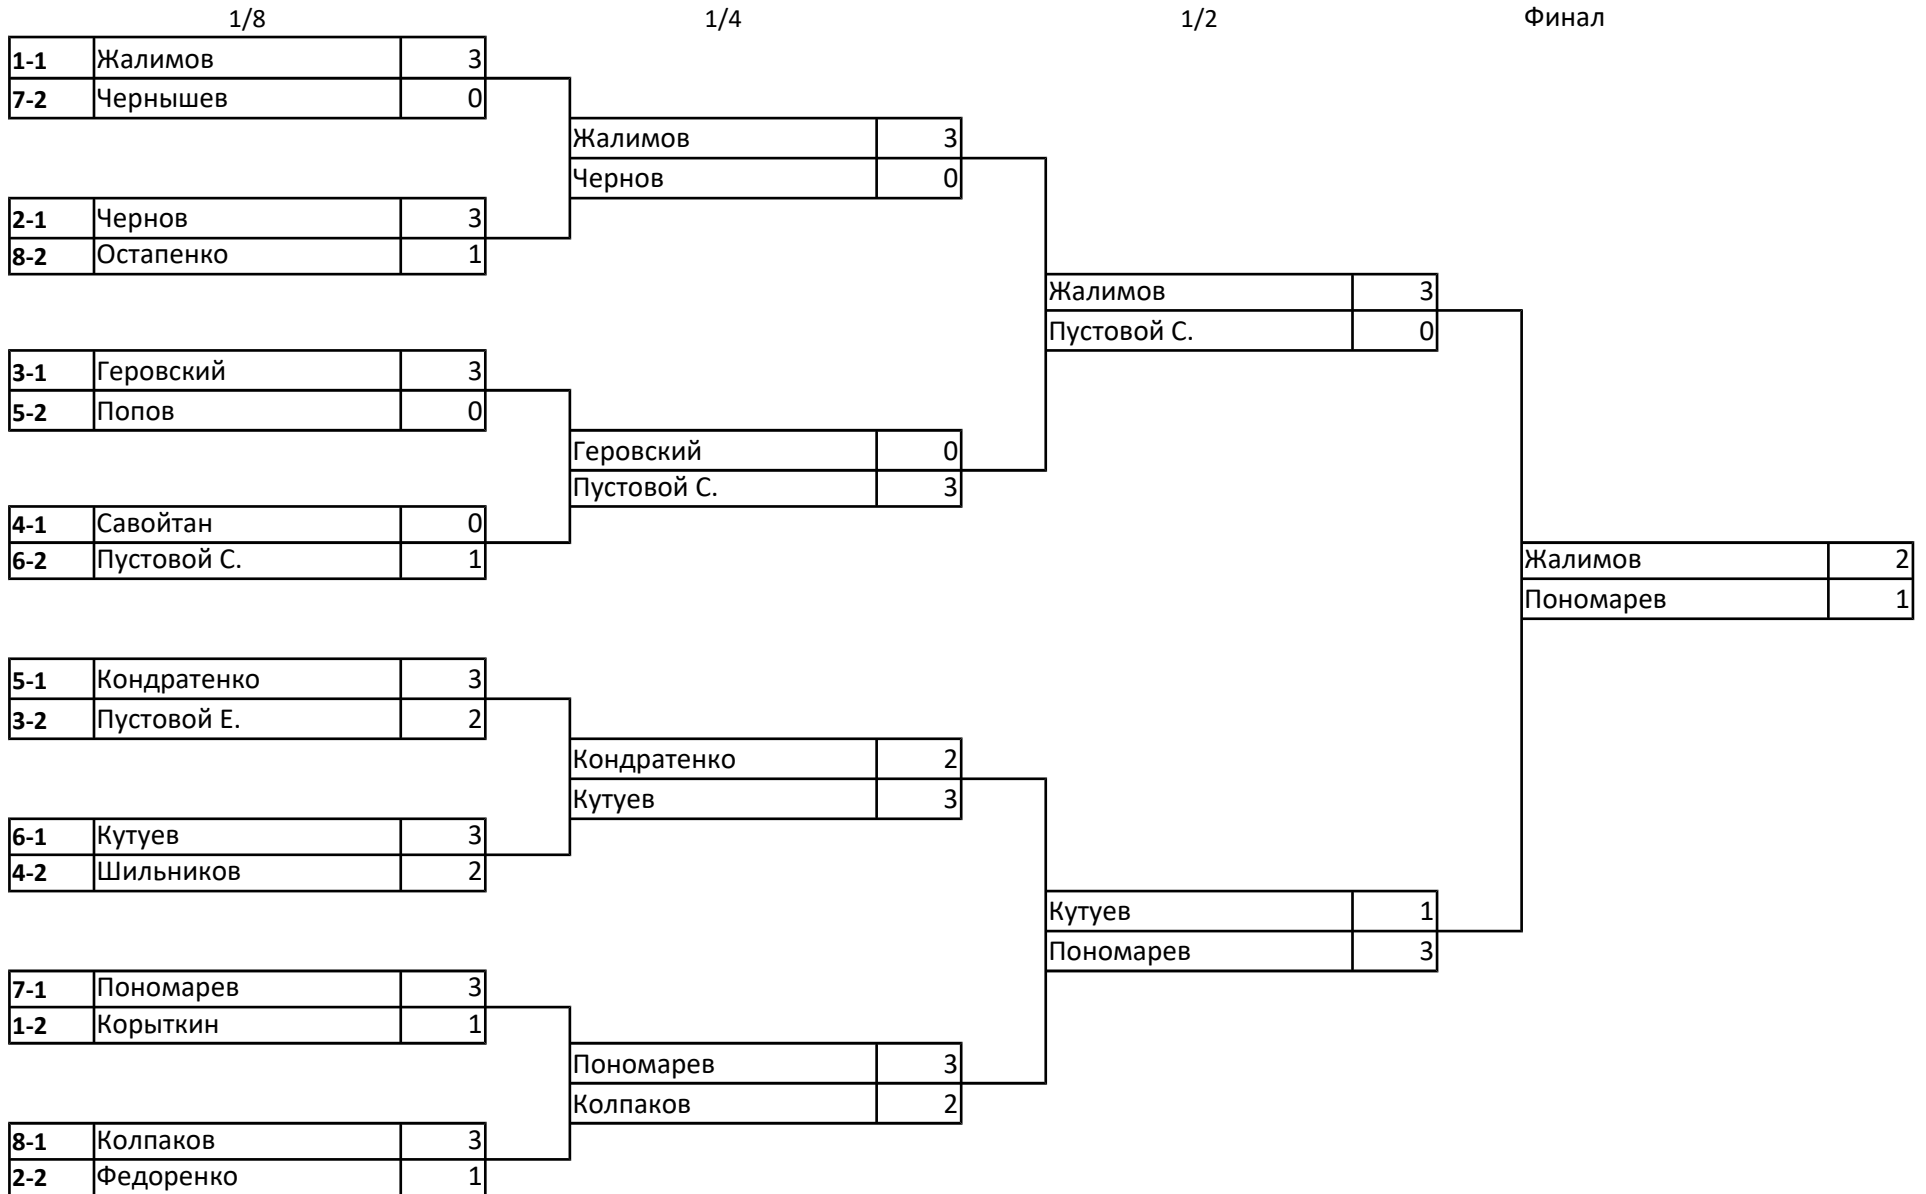 1/8 1/4 1/2 Финал
1-1 Жалимов 3
7-2 Чернышев 0
Жалимов 3
Чернов 0
2-1 Чернов 3
8-2 Остапенко 1
Жалимов 3
Пустовой С. 0
3-1 Геровский 3
5-2 Попов 0
Геровский 0
Пустовой С. 3
4-1 Савойтан 0
6-2 Пустовой С. 1
Жалимов 2
Пономарев 1
5-1 Кондратенко 3
3-2 Пустовой Е. 2
Кондратенко 2
Кутуев 3
6-1 Кутуев 3
4-2 Шильников 2
Кутуев 1
Пономарев 3
7-1 Пономарев 3
1-2 Корыткин 1
Пономарев 3
Колпаков 2
8-1 Колпаков 3
2-2 Федоренко 1